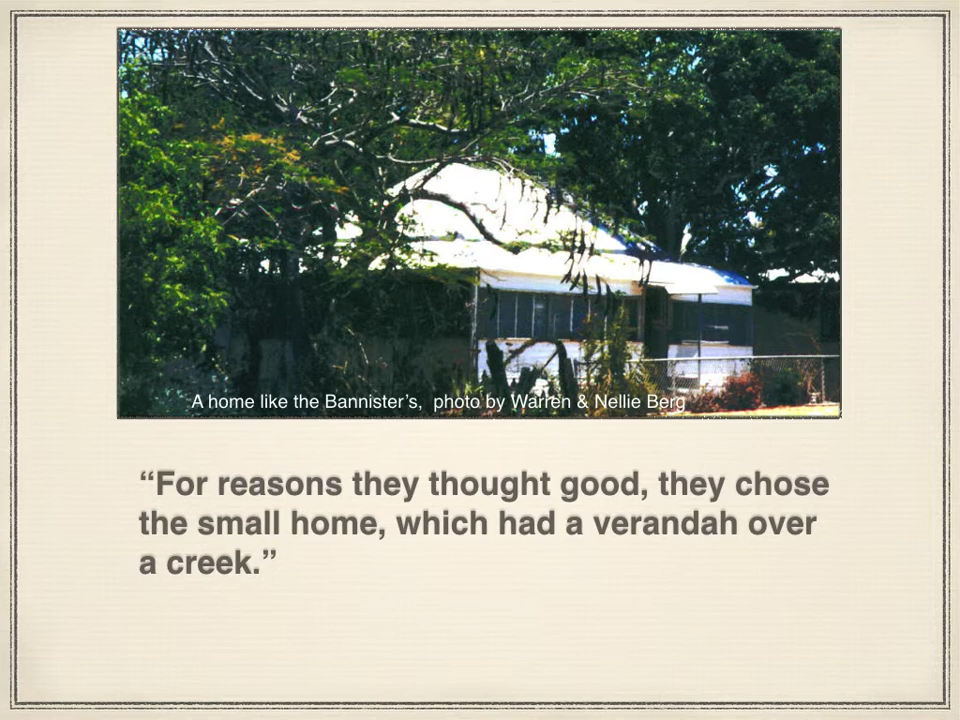 A home like the Bannister’s,  photo by Warren & Nellie Berg
“For reasons they thought good, they chose
the small home, which had a verandah over
a creek.”